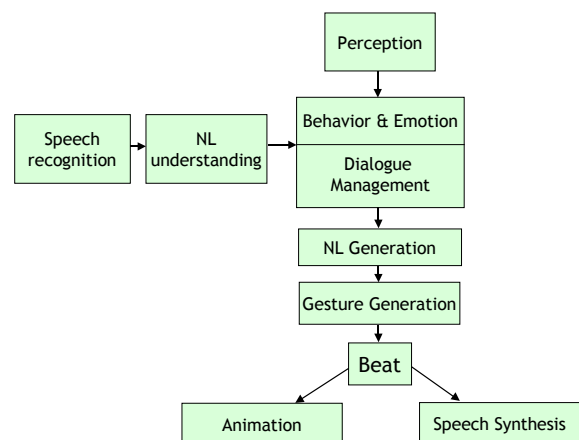 Perception
Behavior & Emotion
Speech
recognition
NL
understanding
Dialogue
Management
NL Generation
Gesture Generation
Beat
Animation
Speech Synthesis